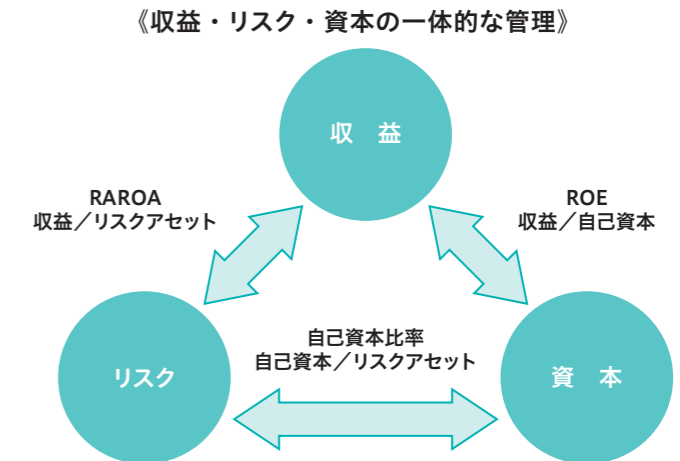 《収益・リスク・資本の一体的な管理》
収　益
RAROA
収益／リスクアセット
ROE
収益／自己資本
自己資本比率
自己資本／リスクアセット
リスク
資　本